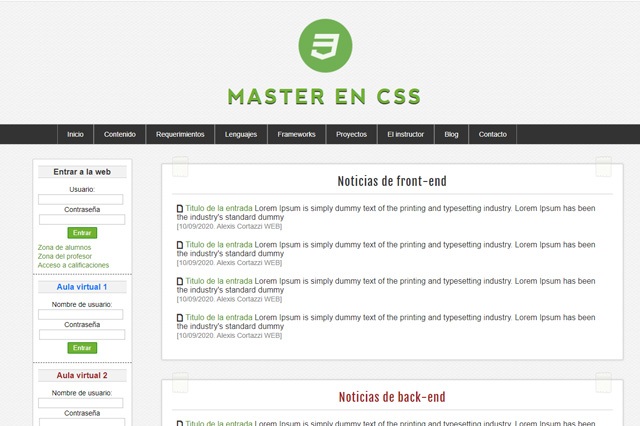 MASTER EN CSS
Inicio
Contenido
Requerimientos
Lenguajes
Frameworks
Proyectos
El instructor
Blog
Contacto
Entrar a la web
Usuario:
Contraseña
Entrar
Zona de alumnos
Zona del profesor
Acceso a calificaciones
Aula virtual 1
Nombre de usuario:
Contraseña
Entrar
Aula virtual 2
Nombre de usuario:
Contraseña
Noticias de front-end
Titulo de la entrada Lorem Ipsum is simply dummy text of the printing and typesetting industry. Lorem Ipsum has been
the industry's standard dummy
[10/09/2020. Alexis Cortazzi WEB]
Titulo de la entrada Lorem Ipsum is simply dummy text of the printing and typesetting industry. Lorem Ipsum has been
the industry's standard dummy
[10/09/2020. Alexis Cortazzi WEB]
Titulo de la entrada Lorem Ipsum is simply dummy text of the printing and typesetting industry. Lorem Ipsum has been
the industry's standard dummy
[10/09/2020. Alexis Cortazzi WEB]
Titulo de la entrada Lorem Ipsum is simply dummy text of the printing and typesetting industry. Lorem Ipsum has been
the industry's standard dummy
[10/09/2020. Alexis Cortazzi WEB]
Noticias de back-end
Titulo de la entrada Lorem Ipsum is simply dummy text of the printing and typesetting industry. Lorem Ipsum has been